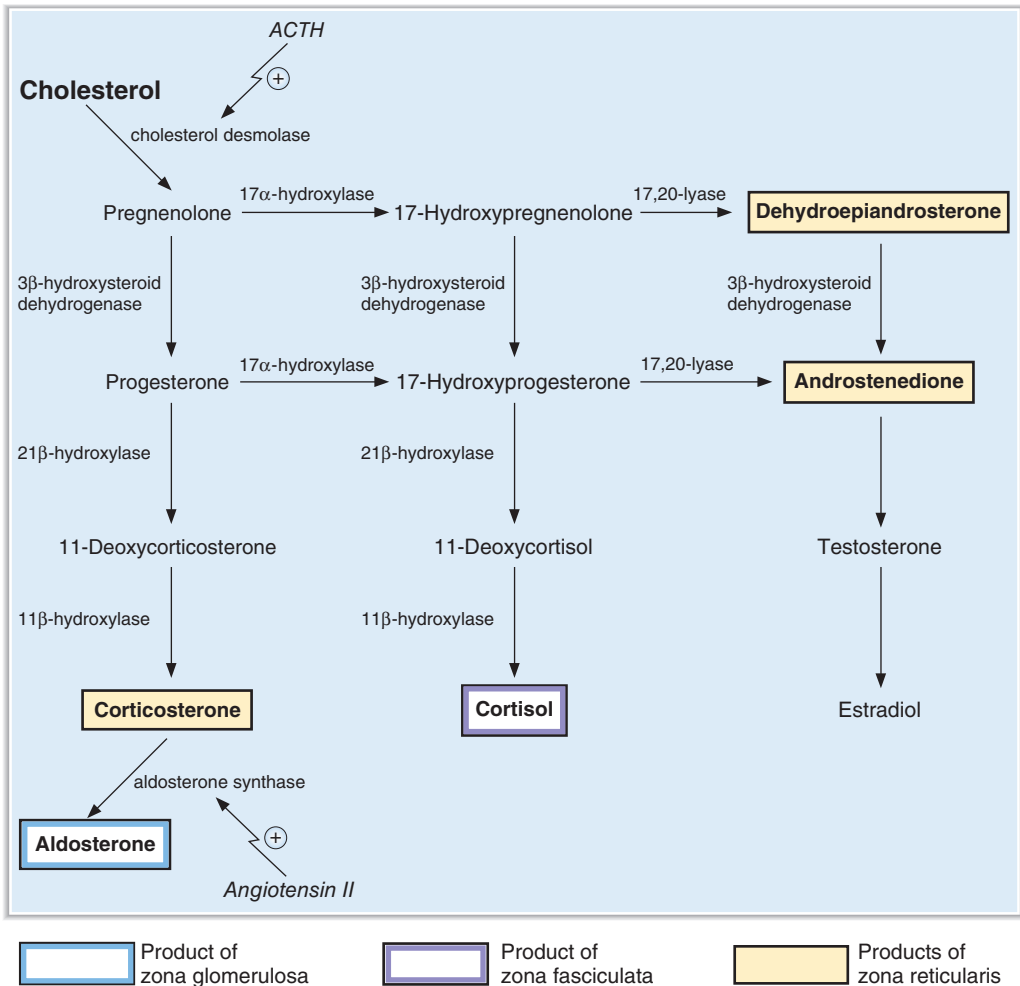 ACTH
+
Cholesterol
cholesterol desmolase
17α-hydroxylase
17,20-lyase
Pregnenolone
17-Hydroxypregnenolone
Dehydroepiandrosterone
3β-hydroxysteroid
dehydrogenase
3β-hydroxysteroid
dehydrogenase
3β-hydroxysteroid
dehydrogenase
17α-hydroxylase
17,20-lyase
Progesterone
17-Hydroxyprogesterone
Androstenedione
21β-hydroxylase
21β-hydroxylase
11-Deoxycorticosterone
11-Deoxycortisol
Testosterone
11β-hydroxylase
11β-hydroxylase
Corticosterone
Cortisol
Estradiol
aldosterone synthase
+
Aldosterone
Angiotensin II
Product of
zona glomerulosa
Product of
zona fasciculata
Products of
zona reticularis